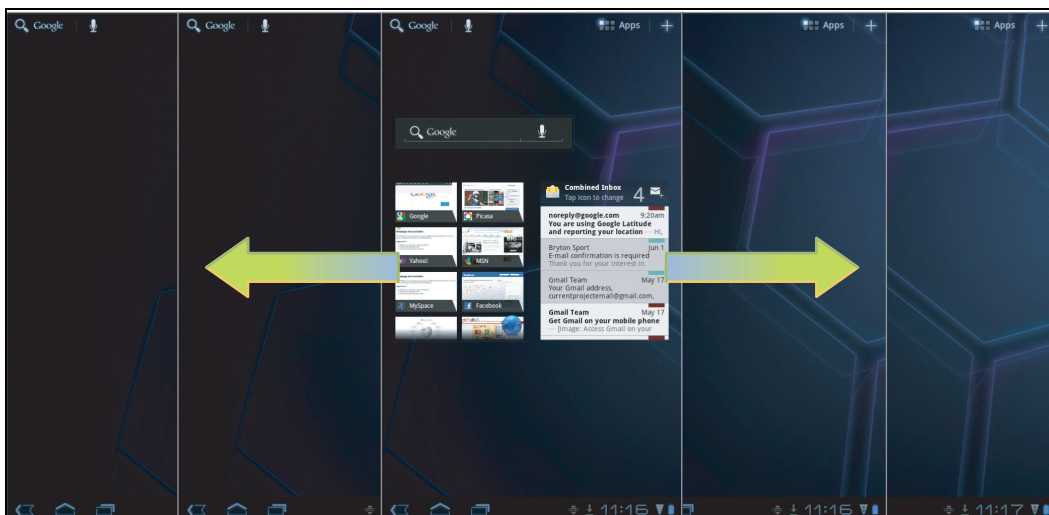 Google
Google
Google
Apps
Apps
Apps
Google
Google
Picasa
Yahoo!
MSN
MySpace
Facebook
Combined Inbox
Tap icon to change
4
noreply@google.com 9:20am
You are using Google Latitude
and reporting your location — Hi,
Bryton Sport Jun 1
E-mail confirmation is required
Thank you for your interest in
Gmail Team May 17
Your Gmail address,
currentprojectemail@gmail.com,
Gmail Team May 17
Get Gmail on your mobile phone
— [image: Access Gmail on your
11:16
11:16
11:17